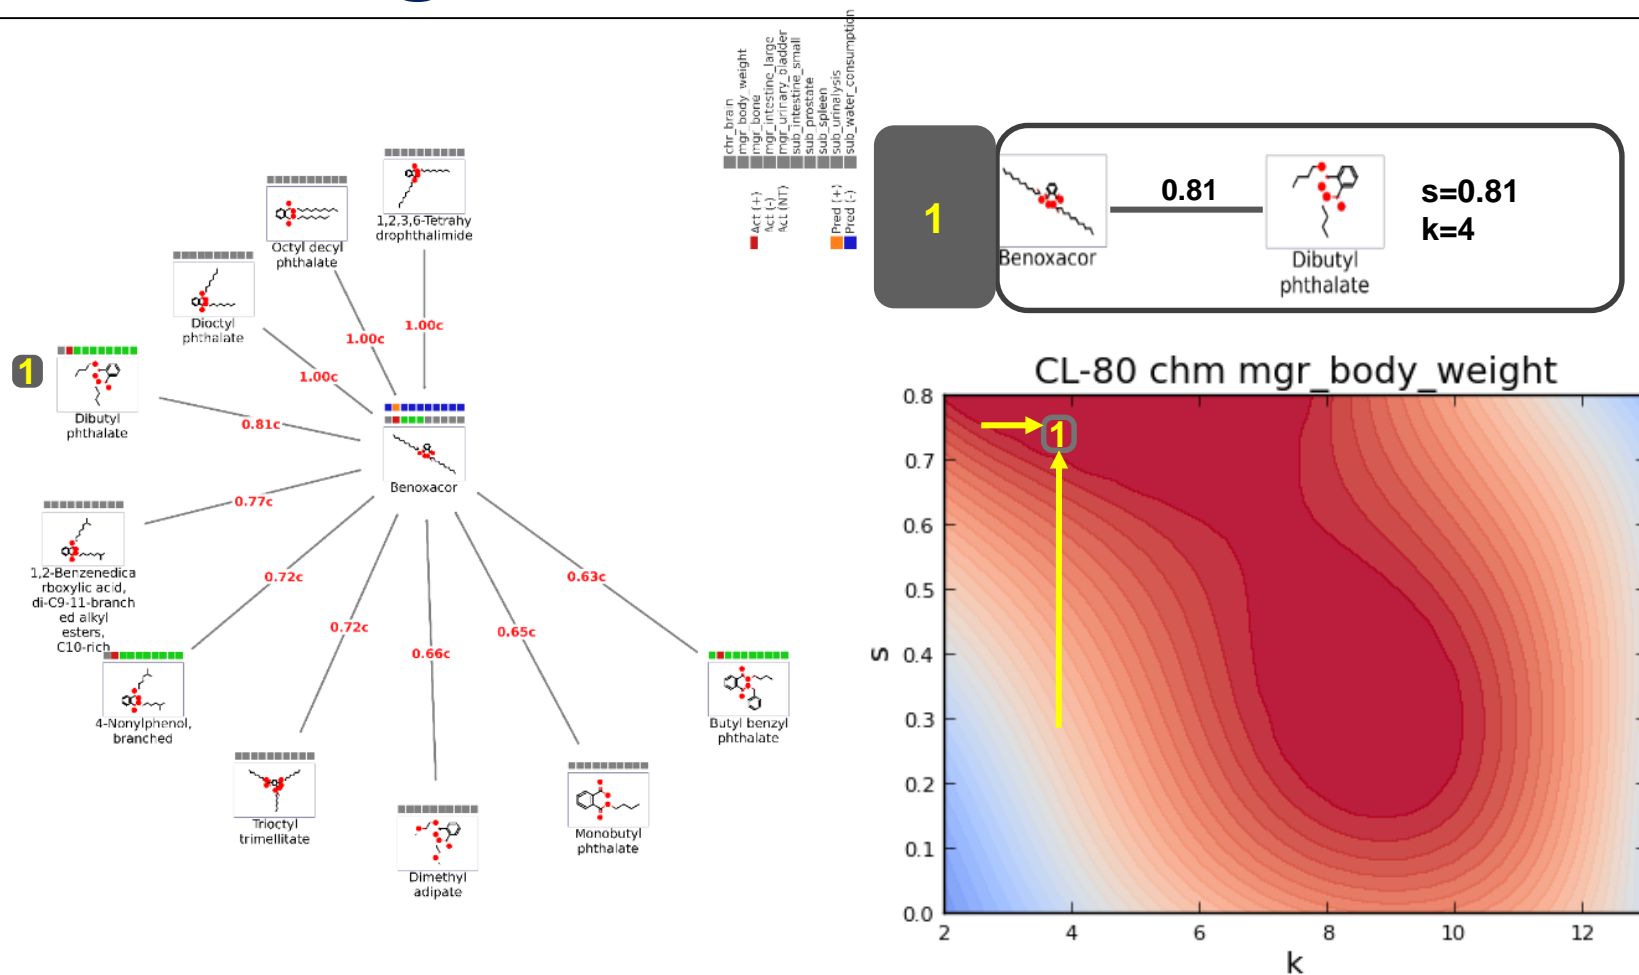 chr_brain
mgr_body_weight
mgr_bone
mgr_intestine_large
mgr_urinary_bladder
sub_intestine_small
sub_prostate
sub_spleen
sub_urinalysis
sub_water_consumption
Act (+)
Act (-)
Act (NT)
Pred (+)
Pred (-)
1,2,3,6-Tetrahy
drophthalimide
Octyl decyl
phthalate
Dioctyl
phthalate
1
Dibutyl
phthalate
1.00c
1.00c
1.00c
0.81c
0.77c
0.72c
0.72c
0.66c
0.65c
0.63c
Benoxacor
1,2-Benzenedica
rboxylic acid,
di-C9-11-branch
ed alkyl
esters,
C10-rich
4-Nonylphenol,
branched
Trioctyl
trimellitate
Dimethyl
adipate
Monobutyl
phthalate
Butyl benzyl
phthalate
1
Benoxacor
0.81
Dibutyl
phthalate
s=0.81
k=4
CL-80 chm mgr_body_weight
0.8
0.7
0.6
0.5
0.4
0.3
0.2
0.1
0.0
s
1
2 4 6 8 10 12
k